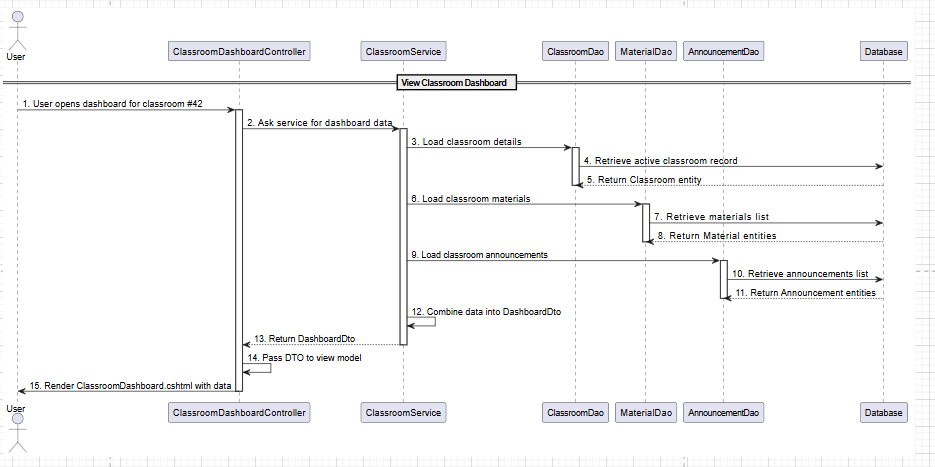 User
ClassroomDashboardController
ClassroomService
ClassroomDao
MaterialDao
AnnouncementDao
Database
View Classroom Dashboard
1. User opens dashboard for classroom #42
2. Ask service for dashboard data
3. Load classroom details
4. Retrieve active classroom record
5. Return Classroom entity
6. Load classroom materials
7. Retrieve materials list
8. Return Material entities
9. Load classroom announcements
10. Retrieve announcements list
11. Return Announcement entities
12. Combine data into DashboardDto
13. Return DashboardDto
14. Pass DTO to view model
15. Render ClassroomDashboard.cshtml with data
User
ClassroomDashboardController
ClassroomService
ClassroomDao
MaterialDao
AnnouncementDao
Database